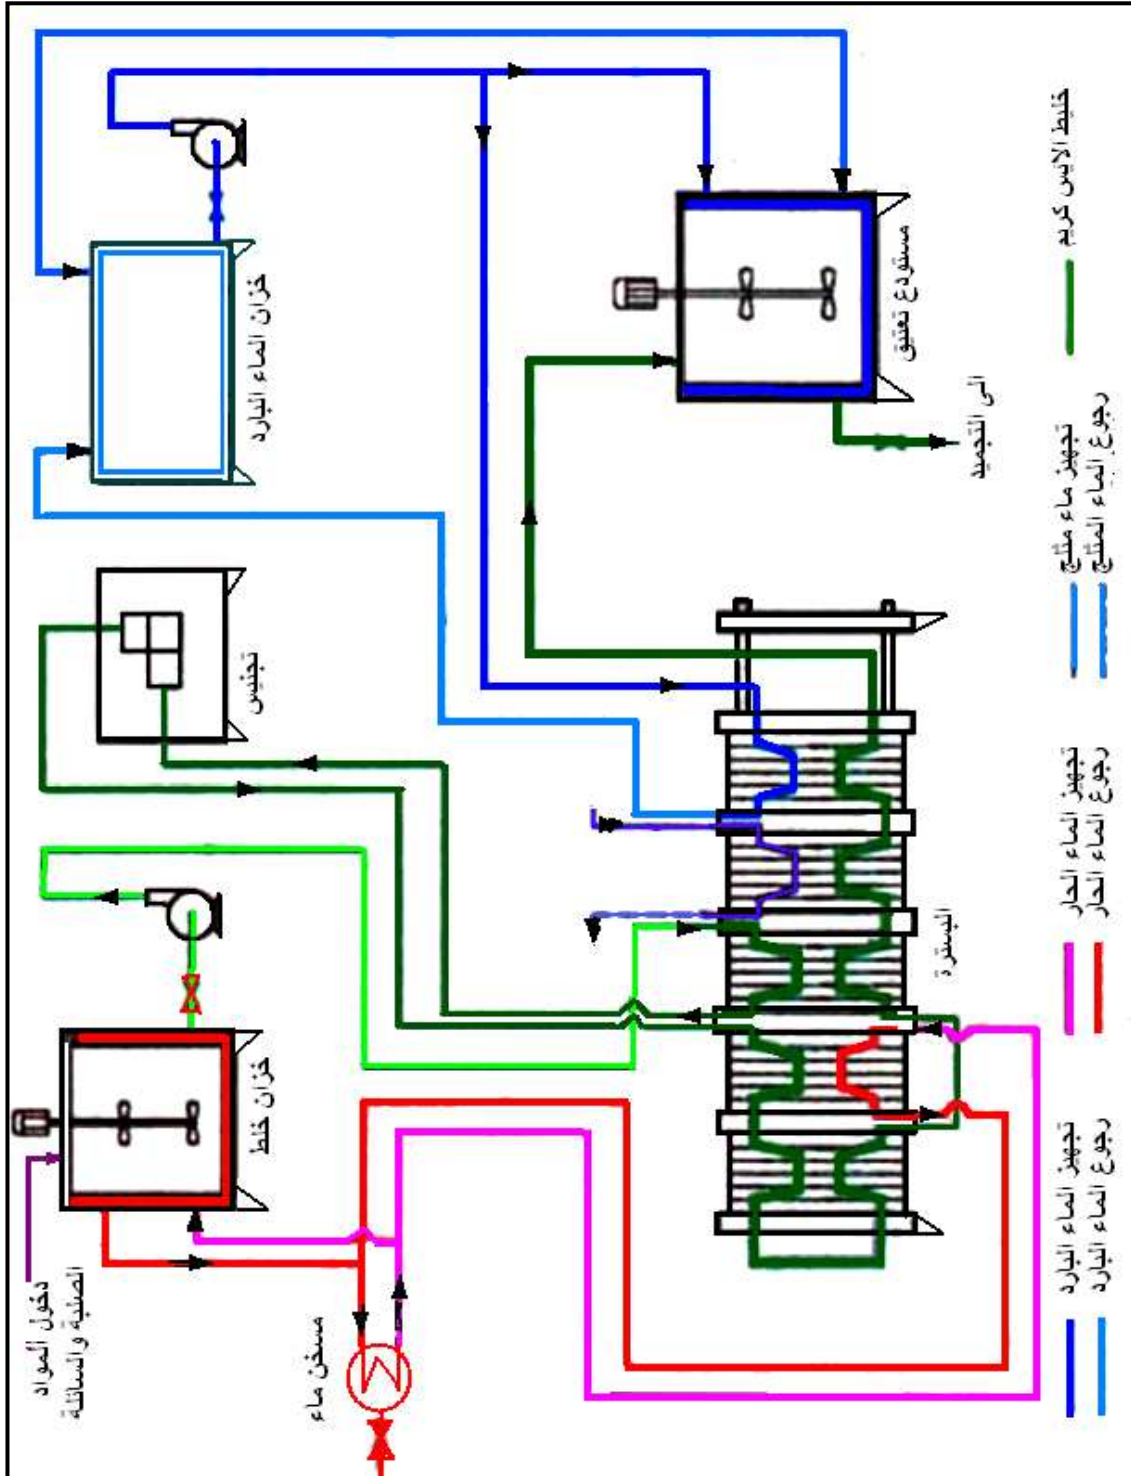 دخول المواد
الصلبة والسائلة
خزان خلط
مسخن ماء
تجنيس
خزان الماء البارد
البسترة
مستودع تعتيق
الى التجميد
تجهيز الماء البارد
رجوع الماء البارد
تجهيز الماء الحار
رجوع الماء الحار
تجهيز ماء مثلج
رجوع الماء المثلج
خليط الايس كريم